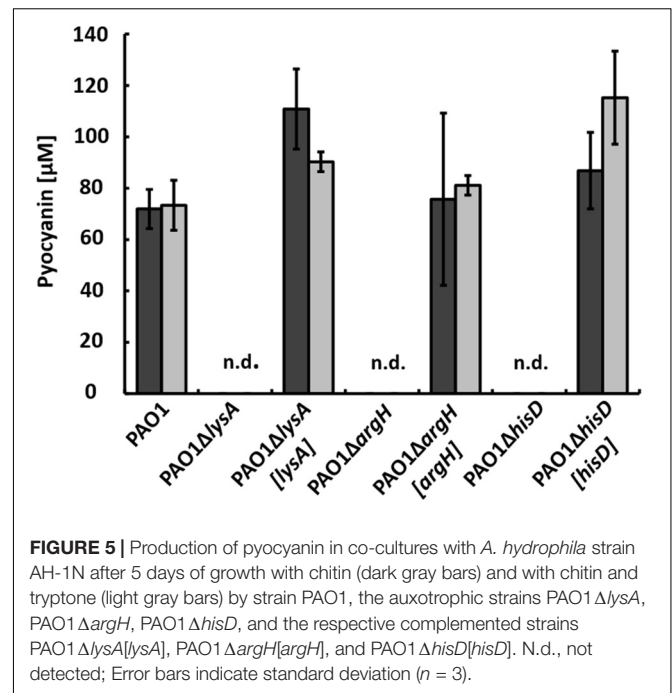 140
120
100
80
60
40
20
0
Pyocyanin [µM]
n.d.
n.d.
n.d.
PAO1
PAO1ΔlysA
PAO1ΔlysA
[lysA]
PAO1ΔargH
PAO1ΔargH
[argH]
PAO1ΔhisD
PAO1ΔhisD
[hisD]
FIGURE 5 | Production of pyocyanin in co-cultures with A. hydrophila strain
AH-1N after 5 days of growth with chitin (dark gray bars) and with chitin and
tryptone (light gray bars) by strain PAO1, the auxotrophic strains PAO1ΔlysA,
PAO1ΔargH, PAO1ΔhisD, and the respective complemented strains
PAO1ΔlysA[lysA], PAO1ΔargH[argH], and PAO1ΔhisD[hisD]. N.d., not
detected; Error bars indicate standard deviation (n = 3).